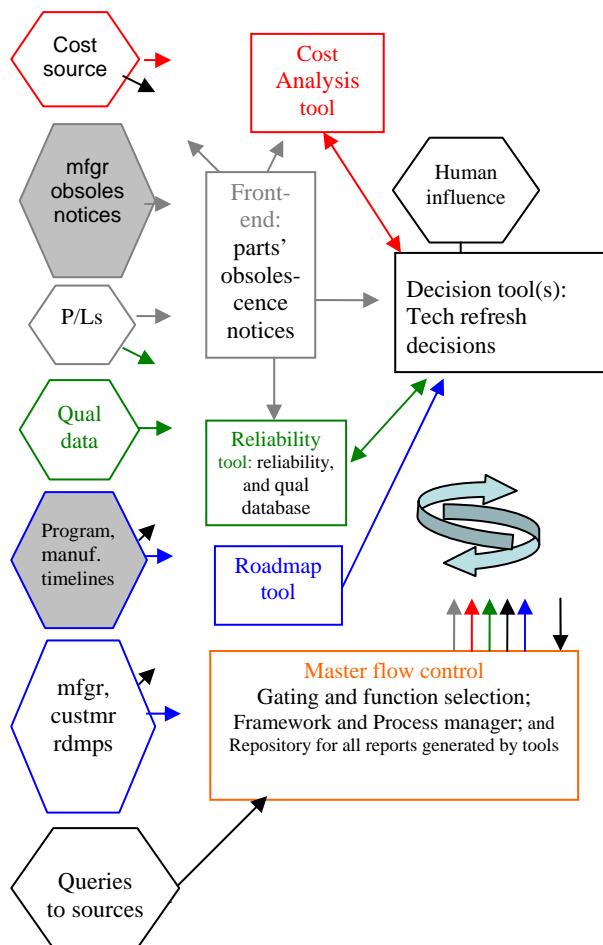 Cost
source
Cost
Analysis
tool
mfgr
obsoles
notices
Front-
end:
parts’
obsoles-
cence
notices
Human
influence
P/Ls
Decision tool(s):
Tech refresh
decisions
Qual
data
Reliability
tool: reliability,
and qual
database
Program,
manuf.
timelines
Roadmap
tool
mfgr,
custmr
rdmps
Master flow control
Gating and function selection;
Framework and Process manager; and
Repository for all reports generated by tools
Queries
to sources